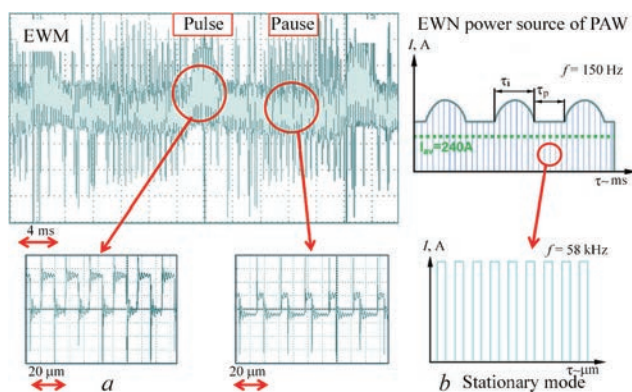 EWM
Pulse
Pause
4 ms
20 μm
a
20 μm
EWN power source of PAW
I, A
f = 150 Hz
τi
τp
Iav=240A
τ~ ms
I, A
f = 58 kHz
τ~μm
b Stationary mode